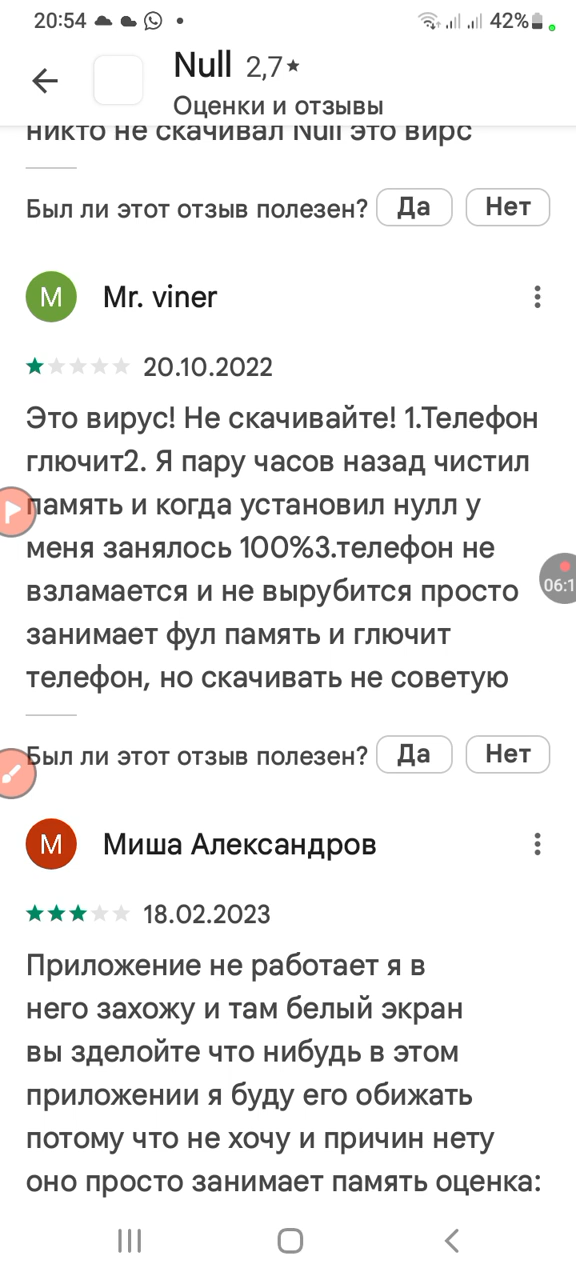 20:54
42%
Null 2,7★
Оценки и отзывы
никто не скачивал Null это вирс
Был ли этот отзыв полезен? Да Нет
M Mr. viner
20.10.2022
Это вирус! Не скачивайте! 1.Телефон
глючит2. Я пару часов назад чистил
память и когда установил нулл у
меня занялось 100%3.телефон не
взламается и не вырубится просто
06:1
занимает фул память и глючит
телефон, но скачивать не советую
Был ли этот отзыв полезен? Да Нет
М Миша Александров
18.02.2023
Приложение не работает я в
него захожу и там белый экран
вы зделойте что нибудь в этом
приложении я буду его обижать
потому что не хочу и причин нету
оно просто занимает память оценка: